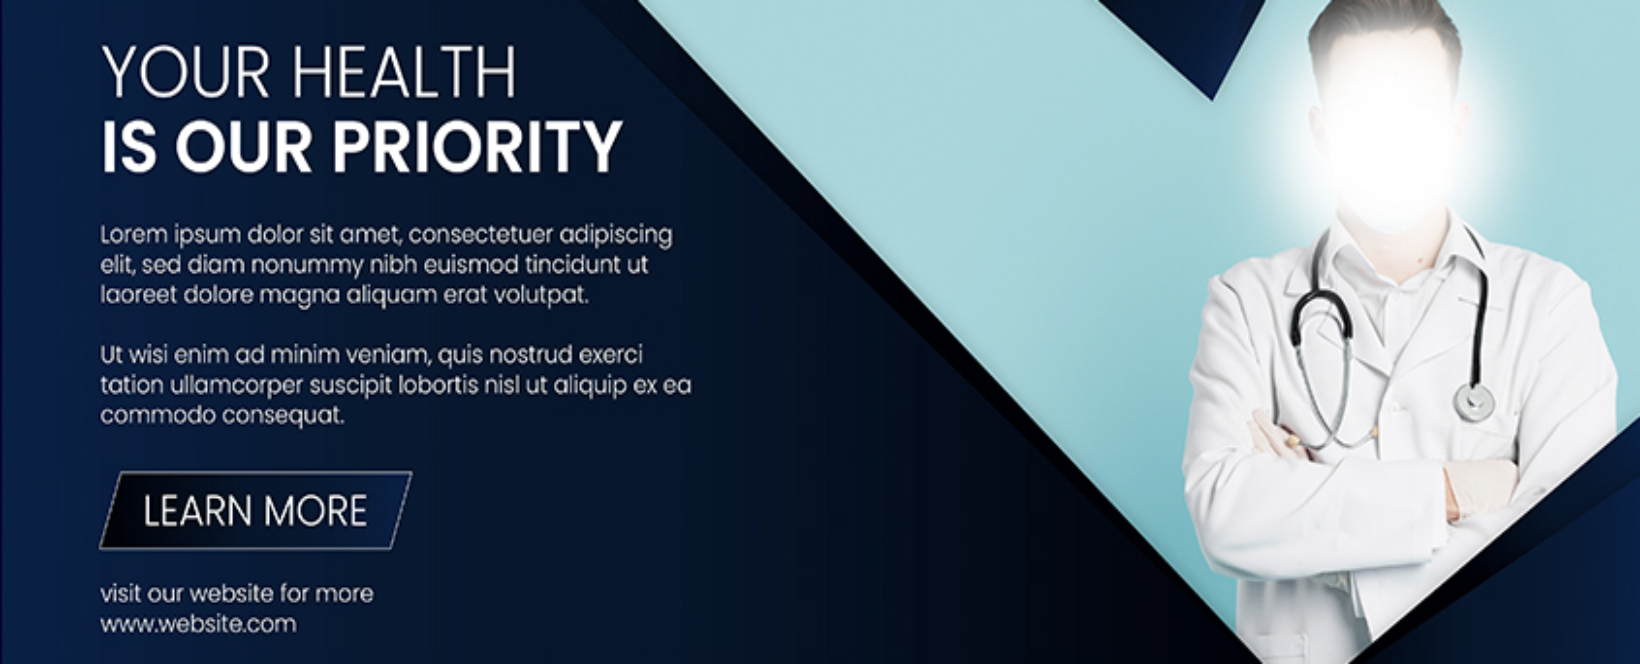 YOUR HEALTH
IS OUR PRIORITY
Lorem ipsum dolor sit amet, consectetuer adipiscing
elit, sed diam nonummy nibh euismod tincidunt ut
laoreet dolore magna aliquam erat volutpat.
Ut wisi enim ad minim veniam, quis nostrud exerci
tation ullamcorper suscipit lobortis nisl ut aliquip ex ea
commodo consequat.
LEARN MORE
visit our website for more
www.website.com